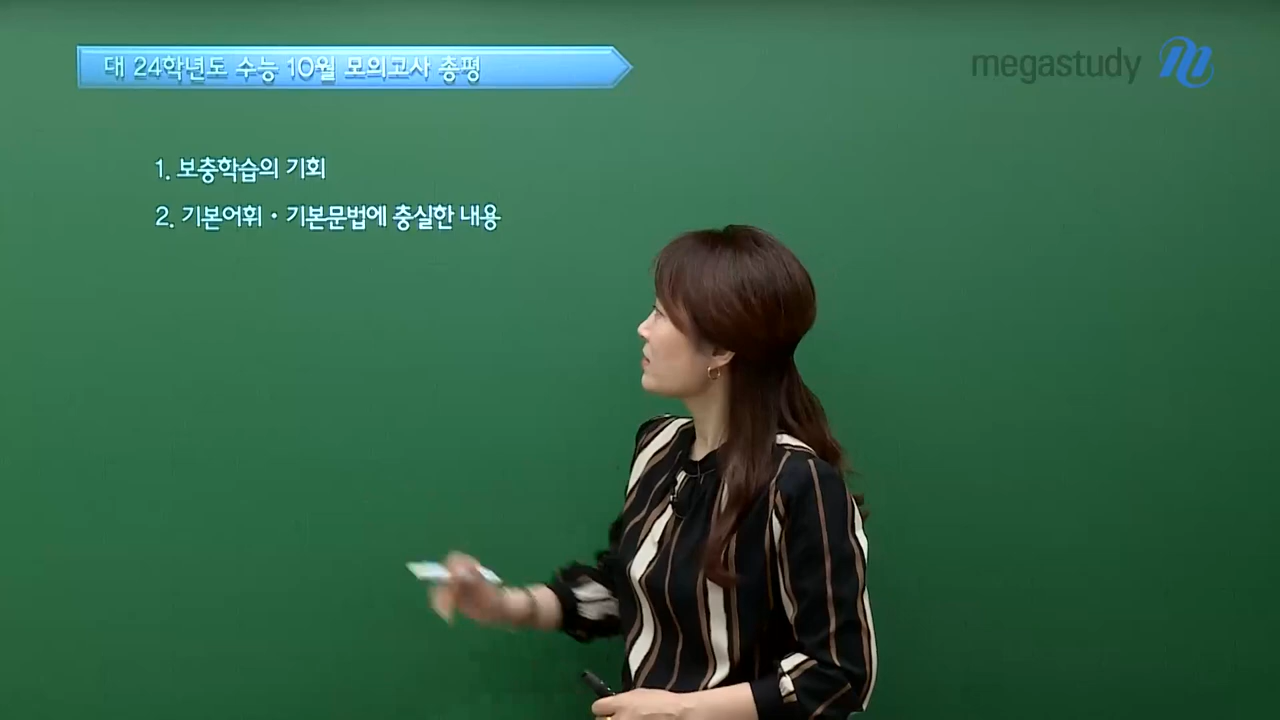 대 24학년도 수능 10월 모의고사 총평
megastudy
1. 보충학습의 기회
2. 기본어휘 · 기본문법에 충실한 내용